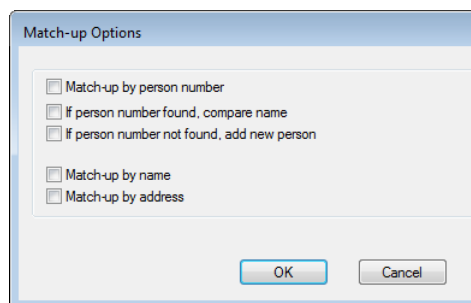 Match-up Options
Match-up by person number
If person number found, compare name
If person number not found, add new person
Match-up by name
Match-up by address
OK Cancel